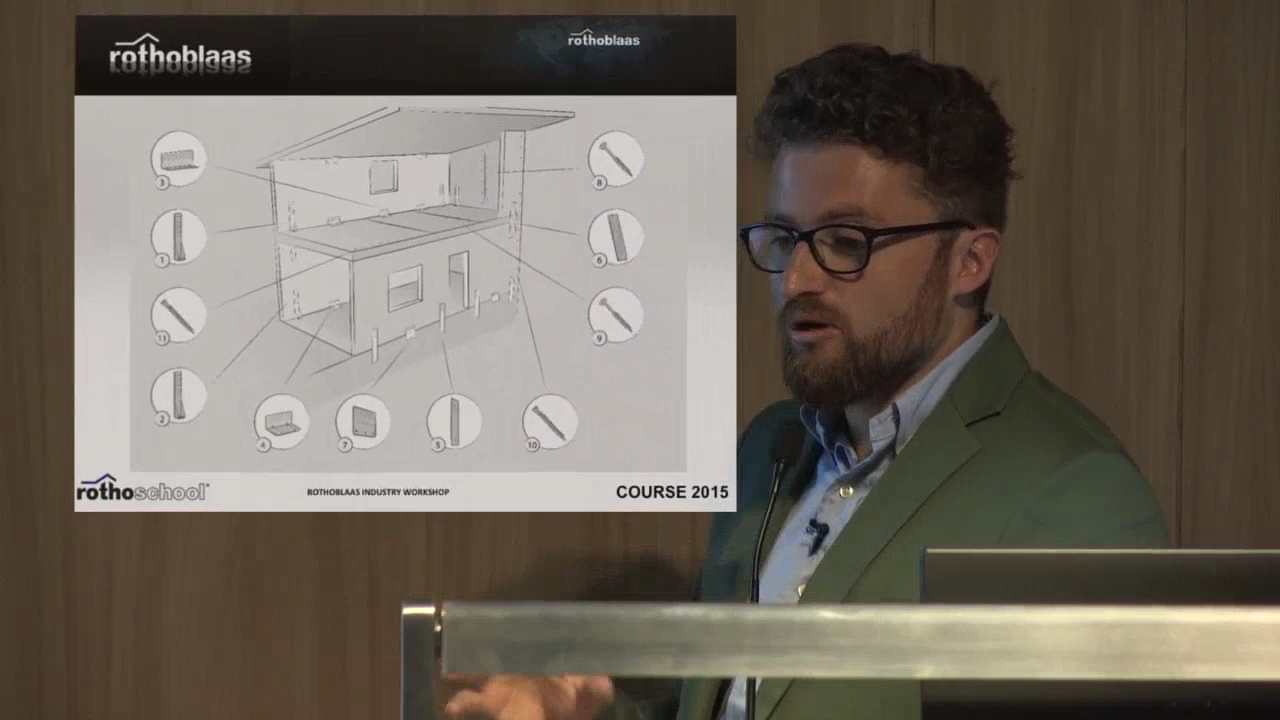 rothoblaas
rothoblaas
3
8
1
6
11
9
2
4
7
5
10
rothoschool
ROTHOBLAAS INDUSTRY WORKSHOP
COURSE 2015